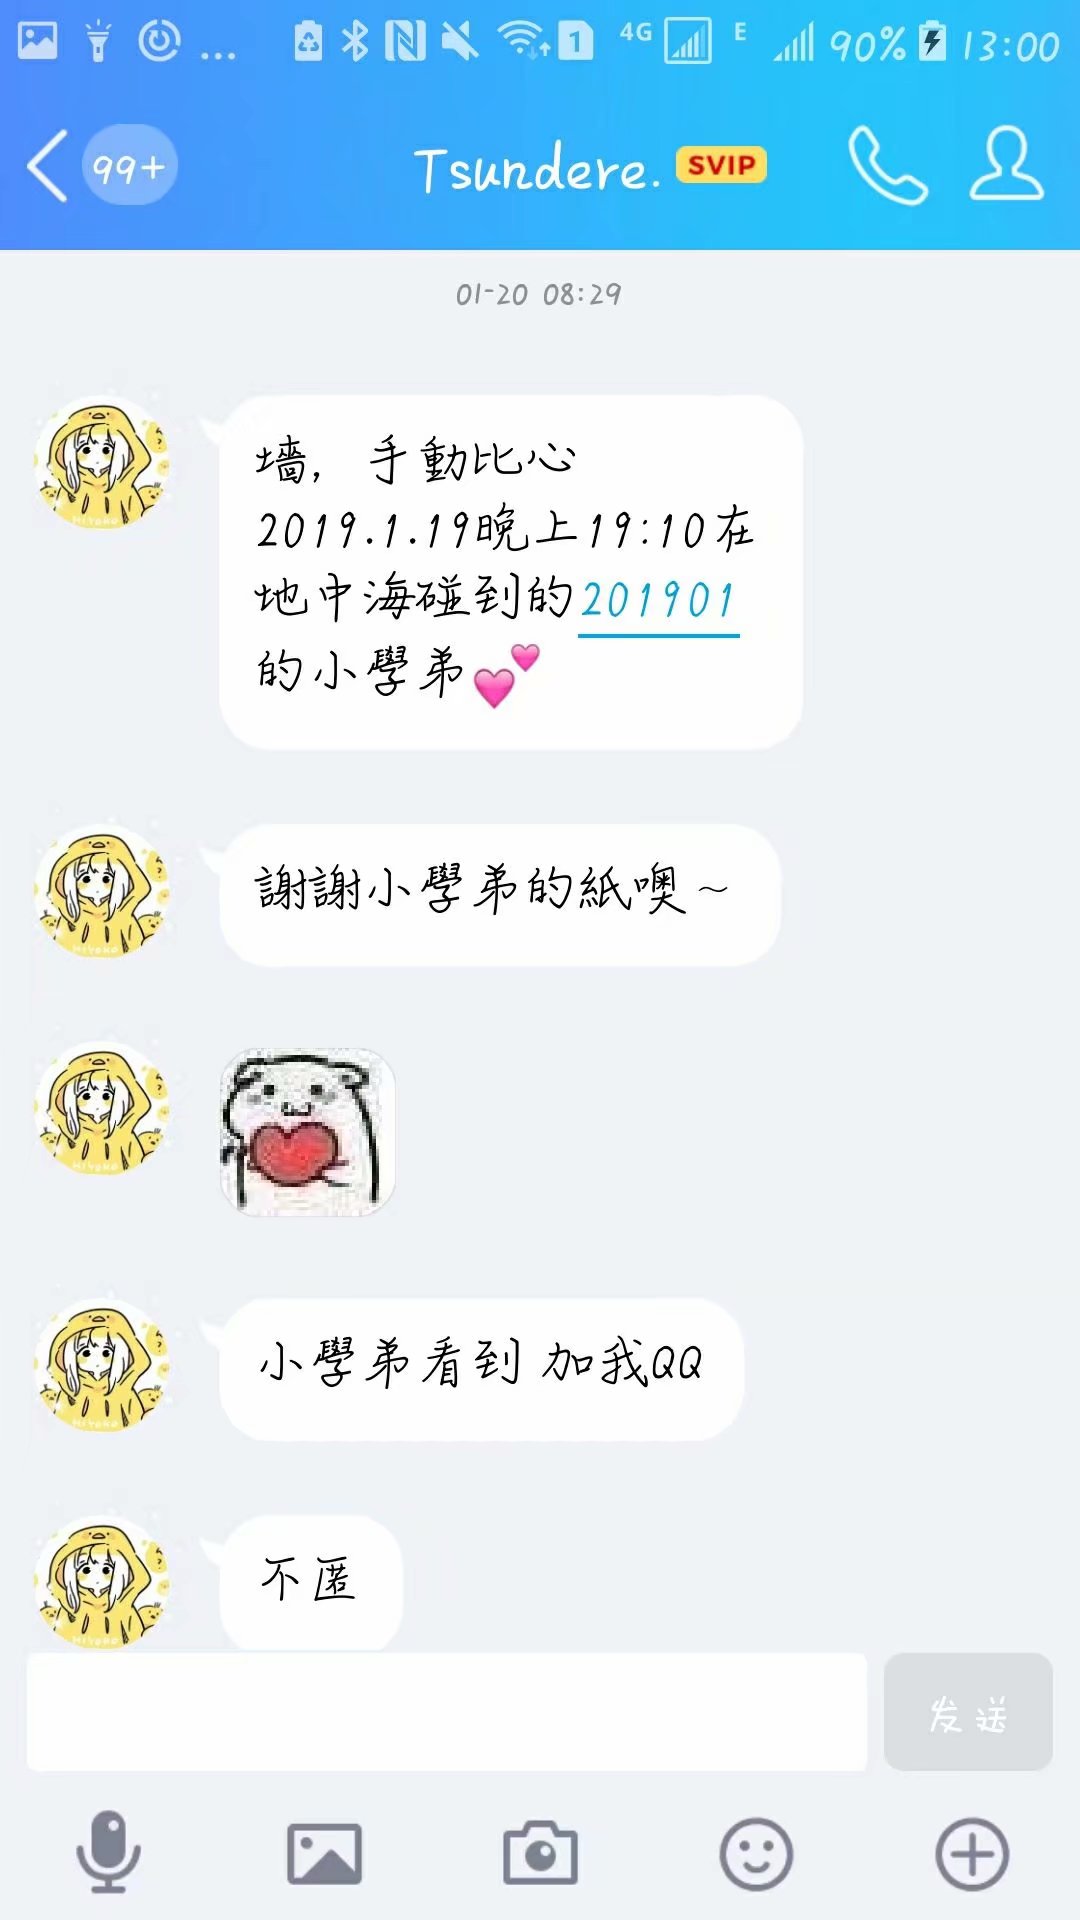 4G E 90% 13:00
99+ Tsundere. SVIP
01-20 08:29
墻，手動比心
2019.1.19晚上19:10在
地中海碰到的201901
的小學弟💕
謝謝小學弟的紙噢~
小學弟看到 加我QQ
不匿
发送